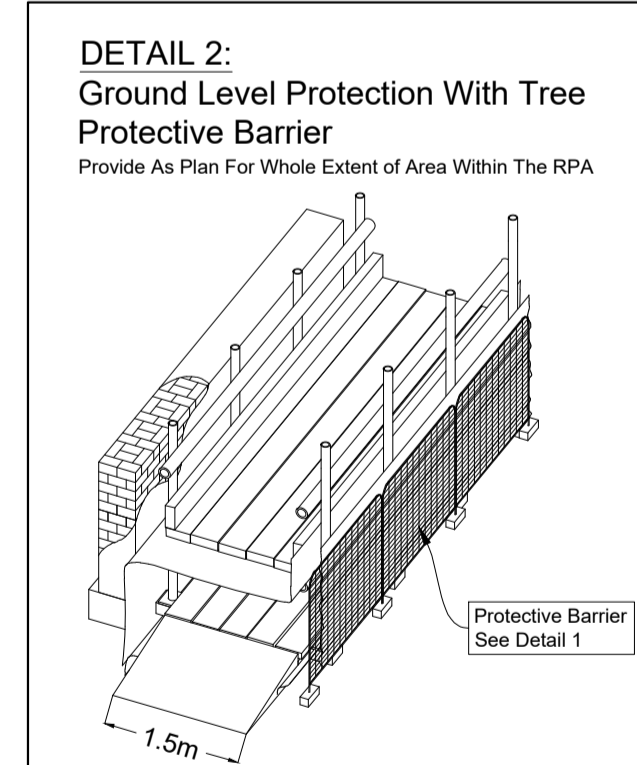 DETAIL 2:
Ground Level Protection With Tree
Protective Barrier
Provide As Plan For Whole Extent of Area Within The RPA
Protective Barrier
See Detail 1
1.5m